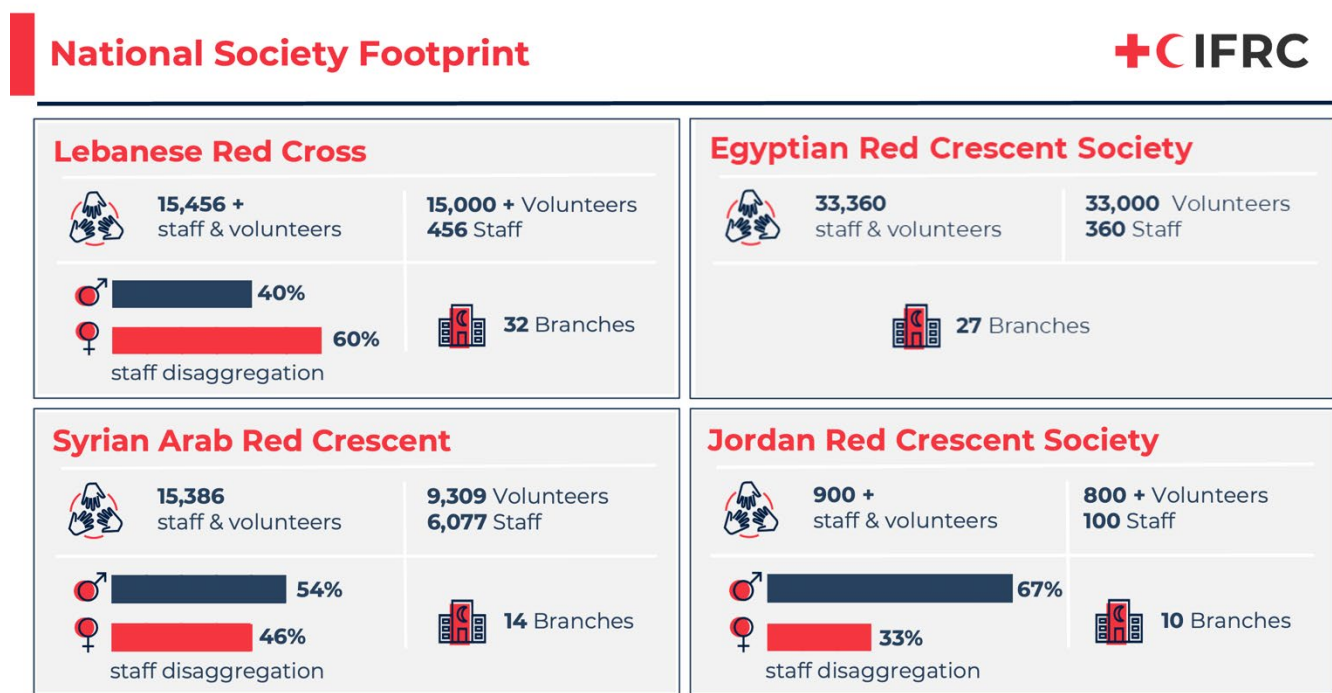 National Society Footprint
IFRC
Lebanese Red Cross
15,456 +
staff & volunteers
15,000 + Volunteers
456 Staff
40%
60%
staff disaggregation
32 Branches
Egyptian Red Crescent Society
33,360
staff & volunteers
33,000 Volunteers
360 Staff
27 Branches
Syrian Arab Red Crescent
15,386
staff & volunteers
9,309 Volunteers
6,077 Staff
54%
46%
staff disaggregation
14 Branches
Jordan Red Crescent Society
900 +
staff & volunteers
800 + Volunteers
100 Staff
67%
33%
staff disaggregation
10 Branches